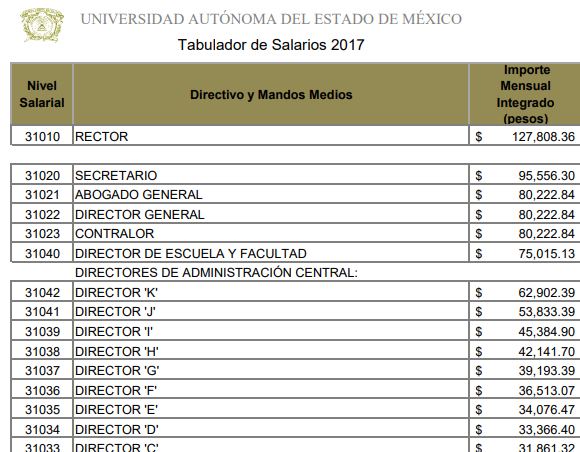 UNIVERSIDAD AUTÓNOMA DEL ESTADO DE MÉXICO
Tabulador de Salarios 2017
Nivel Salarial Directivo y Mandos Medios Importe Mensual Integrado (pesos)
31010 RECTOR $ 127,808.36
31020 SECRETARIO $ 95,556.30
31021 ABOGADO GENERAL $ 80,222.84
31022 DIRECTOR GENERAL $ 80,222.84
31023 CONTRALOR $ 80,222.84
31040 DIRECTOR DE ESCUELA Y FACULTAD $ 75,015.13
DIRECTORES DE ADMINISTRACIÓN CENTRAL:
31042 DIRECTOR 'K' $ 62,902.39
31041 DIRECTOR 'J' $ 53,833.39
31039 DIRECTOR 'I' $ 45,384.90
31038 DIRECTOR 'H' $ 42,141.70
31037 DIRECTOR 'G' $ 39,193.39
31036 DIRECTOR 'F' $ 36,513.07
31035 DIRECTOR 'E' $ 34,076.47
31034 DIRECTOR 'D' $ 33,366.40
31033 DIRECTOR 'C' $ 31,861.32